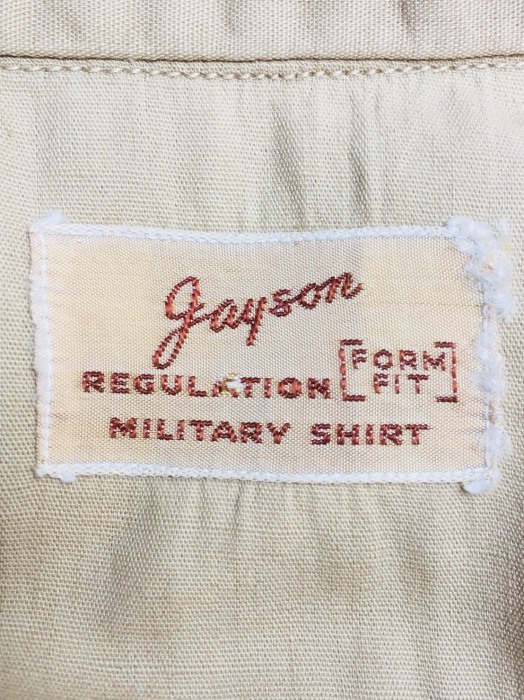 Jayson
REGULATION [FORM FIT]
MILITARY SHIRT